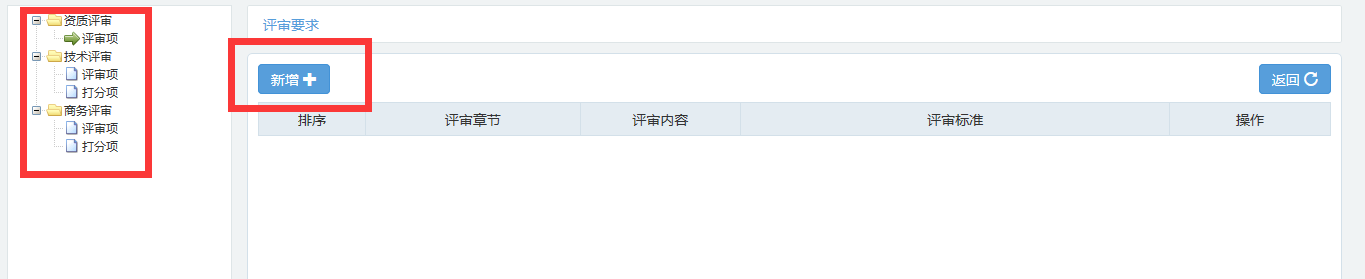 资质评审
评审项
技术评审
评审项
打分项
商务评审
评审项
打分项
评审要求
新增
返回
排序 评审章节 评审内容 评审标准 操作